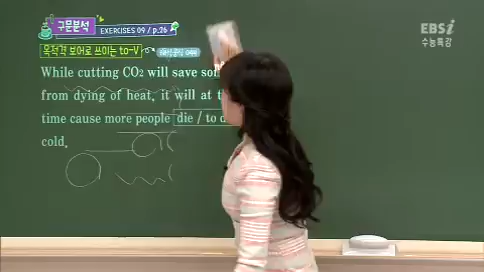 구문분석
EXERCISES 09 / p.26
EBSi
수능특강
목적격 보어로 쓰이는 to-V
While cutting CO2 will save
from dying of heat, it will at
time cause more people die / to
cold.